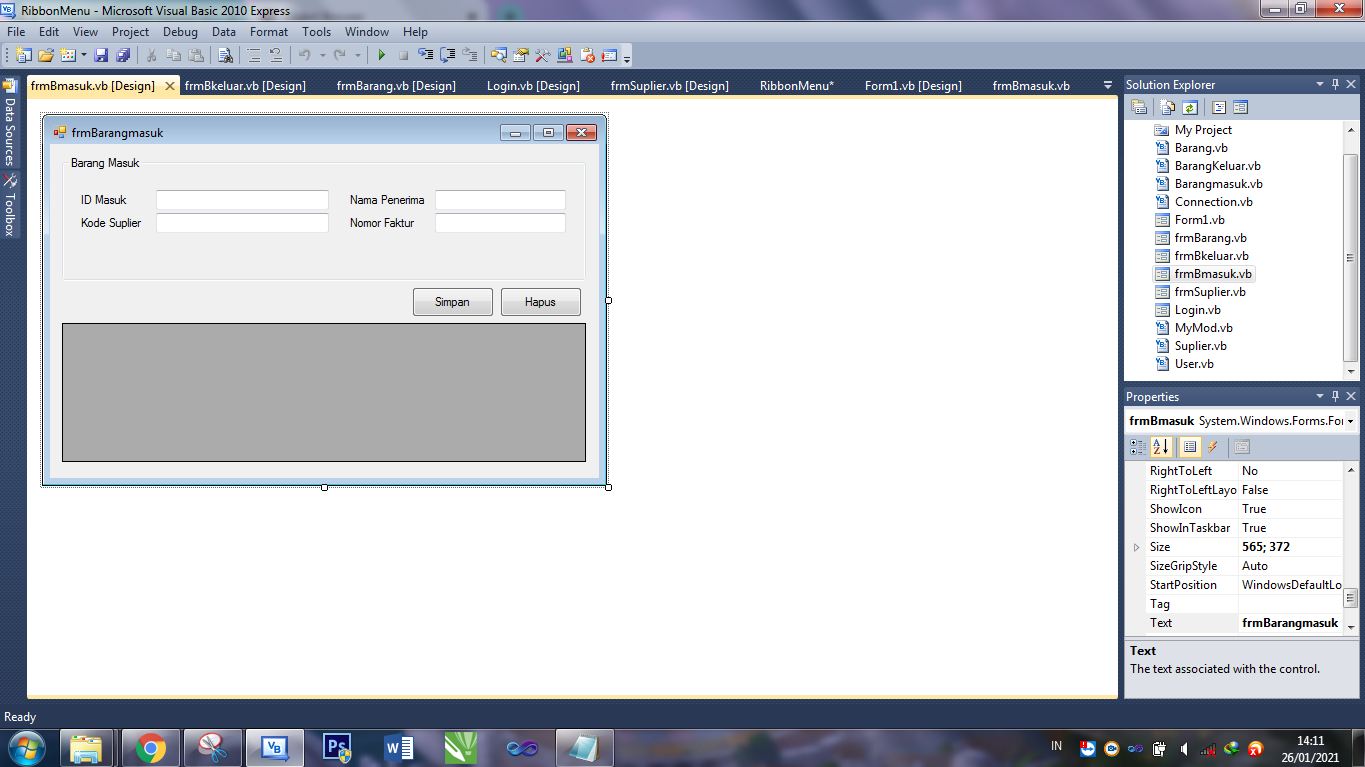 RibbonMenu - Microsoft Visual Basic 2010 Express
File Edit View Project Debug Data Format Tools Window Help
frmBmasuk.vb [Design] frmBkeluar.vb [Design] frmBarang.vb [Design] Login.vb [Design] frmSuplier.vb [Design] RibbonMenu* Form1.vb [Design] frmBmasuk.vb
Data Sources
Toolbox
frmBarangmasuk
Barang Masuk
ID Masuk Nama Penerima
Kode Suplier Nomor Faktur
Simpan Hapus
Solution Explorer
My Project
Barang.vb
BarangKeluar.vb
Barangmasuk.vb
Connection.vb
Form1.vb
frmBarang.vb
frmBkeluar.vb
frmBmasuk.vb
frmSuplier.vb
Login.vb
MyMod.vb
Suplier.vb
User.vb
Properties
frmBmasuk System.Windows.Forms.For
RightToLeft No
RightToLeftLayo False
ShowIcon True
ShowInTaskbar True
Size 565; 372
SizeGripStyle Auto
StartPosition WindowsDefaultLo
Tag
Text frmBarangmasuk
Text
The text associated with the control.
Ready
IN
14:11
26/01/2021